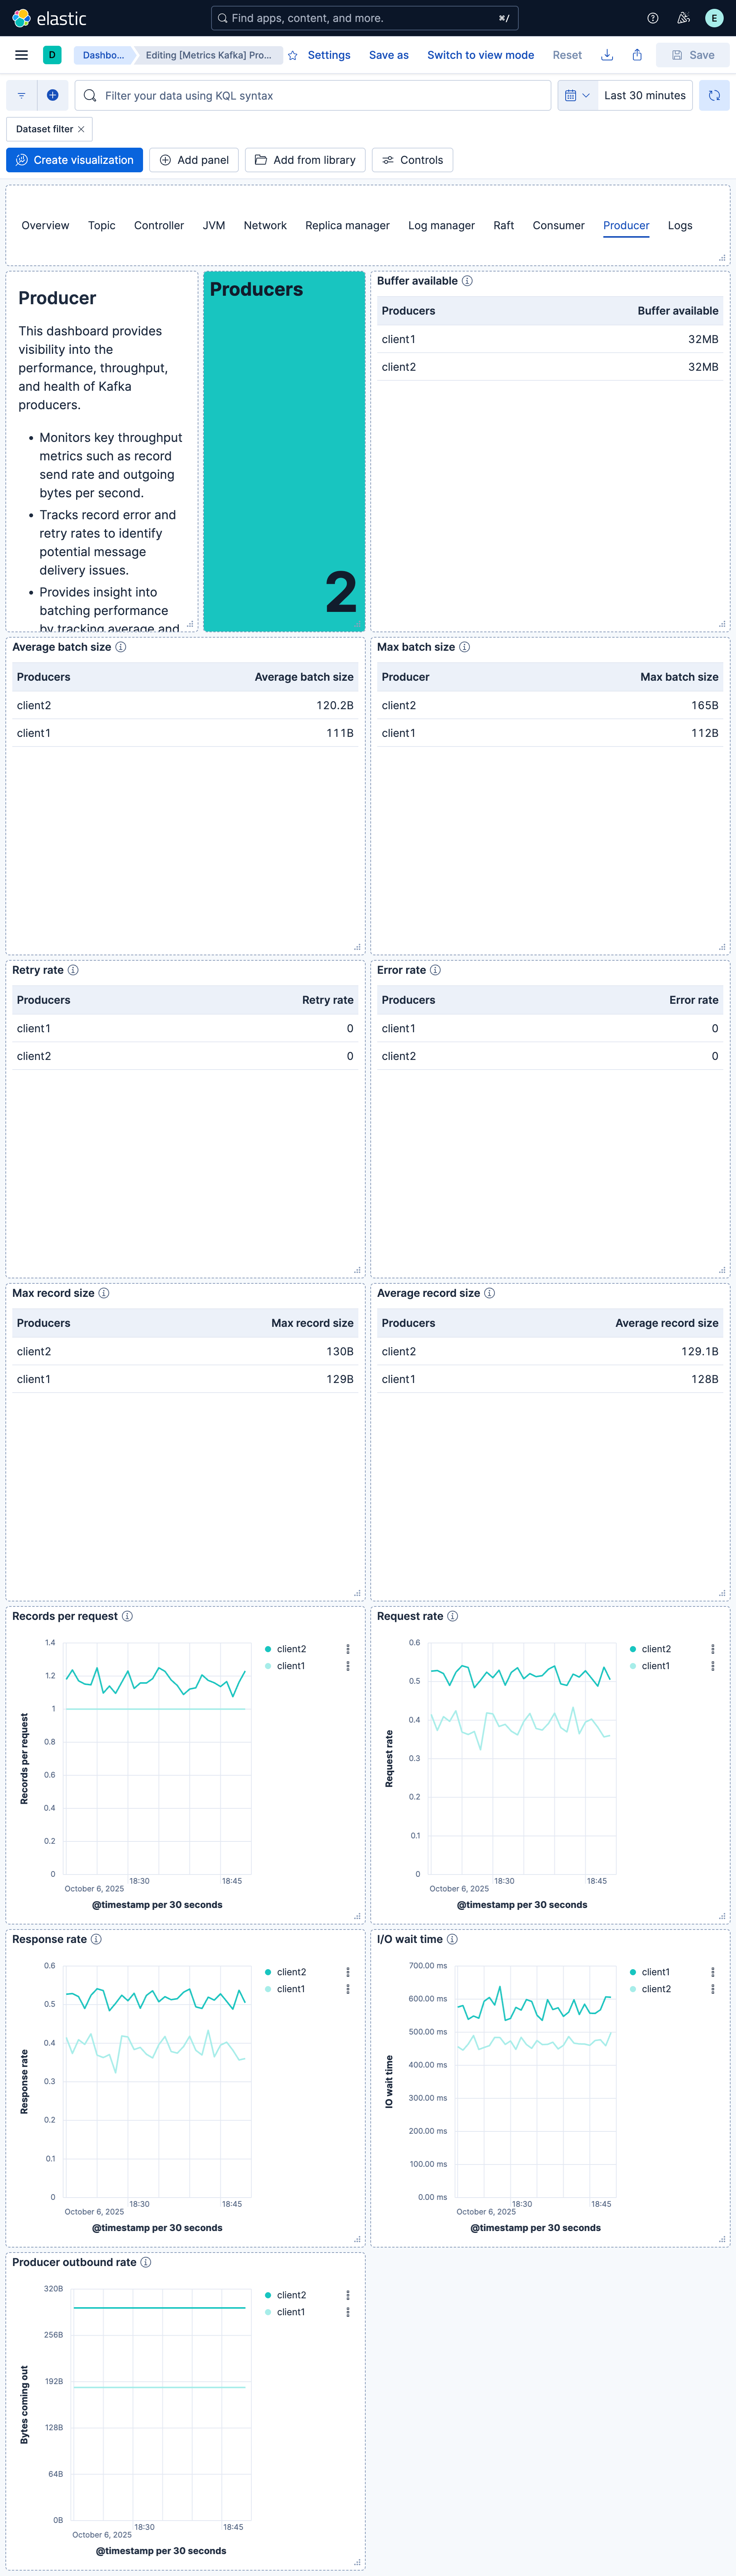 elastic
Find apps, content, and more.
⌘/
E
D
Dashbo...
Editing [Metrics Kafka] Pro...
Settings
Save as
Switch to view mode
Reset
Save
Filter your data using KQL syntax
Last 30 minutes
Dataset filter
Create visualization
Add panel
Add from library
Controls
Overview
Topic
Controller
JVM
Network
Replica manager
Log manager
Raft
Consumer
Producer
Logs
Producer
This dashboard provides
visibility into the
performance, throughput,
and health of Kafka
producers.
• Monitors key throughput
metrics such as record
send rate and outgoing
bytes per second.
• Tracks record error and
retry rates to identify
potential message
delivery issues.
• Provides insight into
batching performance
by tracking average and
Producers
2
Buffer available
Producers Buffer available
client1 32MB
client2 32MB
Average batch size
Producers Average batch size
client2 120.2B
client1 111B
Max batch size
Producer Max batch size
client2 165B
client1 112B
Retry rate
Producers Retry rate
client1 0
client2 0
Error rate
Producers Error rate
client1 0
client2 0
Max record size
Producers Max record size
client2 130B
client1 129B
Average record size
Producers Average record size
client2 129.1B
client1 128B
Records per request
Records per request
1.4
1.2
1
0.8
0.6
0.4
0.2
0
18:30
18:45
October 6, 2025
@timestamp per 30 seconds
client2
client1
Request rate
Request rate
0.6
0.5
0.4
0.3
0.2
0.1
0
18:30
18:45
October 6, 2025
@timestamp per 30 seconds
client2
client1
Response rate
Response rate
0.6
0.5
0.4
0.3
0.2
0.1
0
18:30
18:45
October 6, 2025
@timestamp per 30 seconds
client2
client1
I/O wait time
IO wait time
700.00 ms
600.00 ms
500.00 ms
400.00 ms
300.00 ms
200.00 ms
100.00 ms
0.00 ms
18:30
18:45
October 6, 2025
@timestamp per 30 seconds
client1
client2
Producer outbound rate
Bytes coming out
320B
256B
192B
128B
64B
0B
18:30
18:45
October 6, 2025
@timestamp per 30 seconds
client2
client1